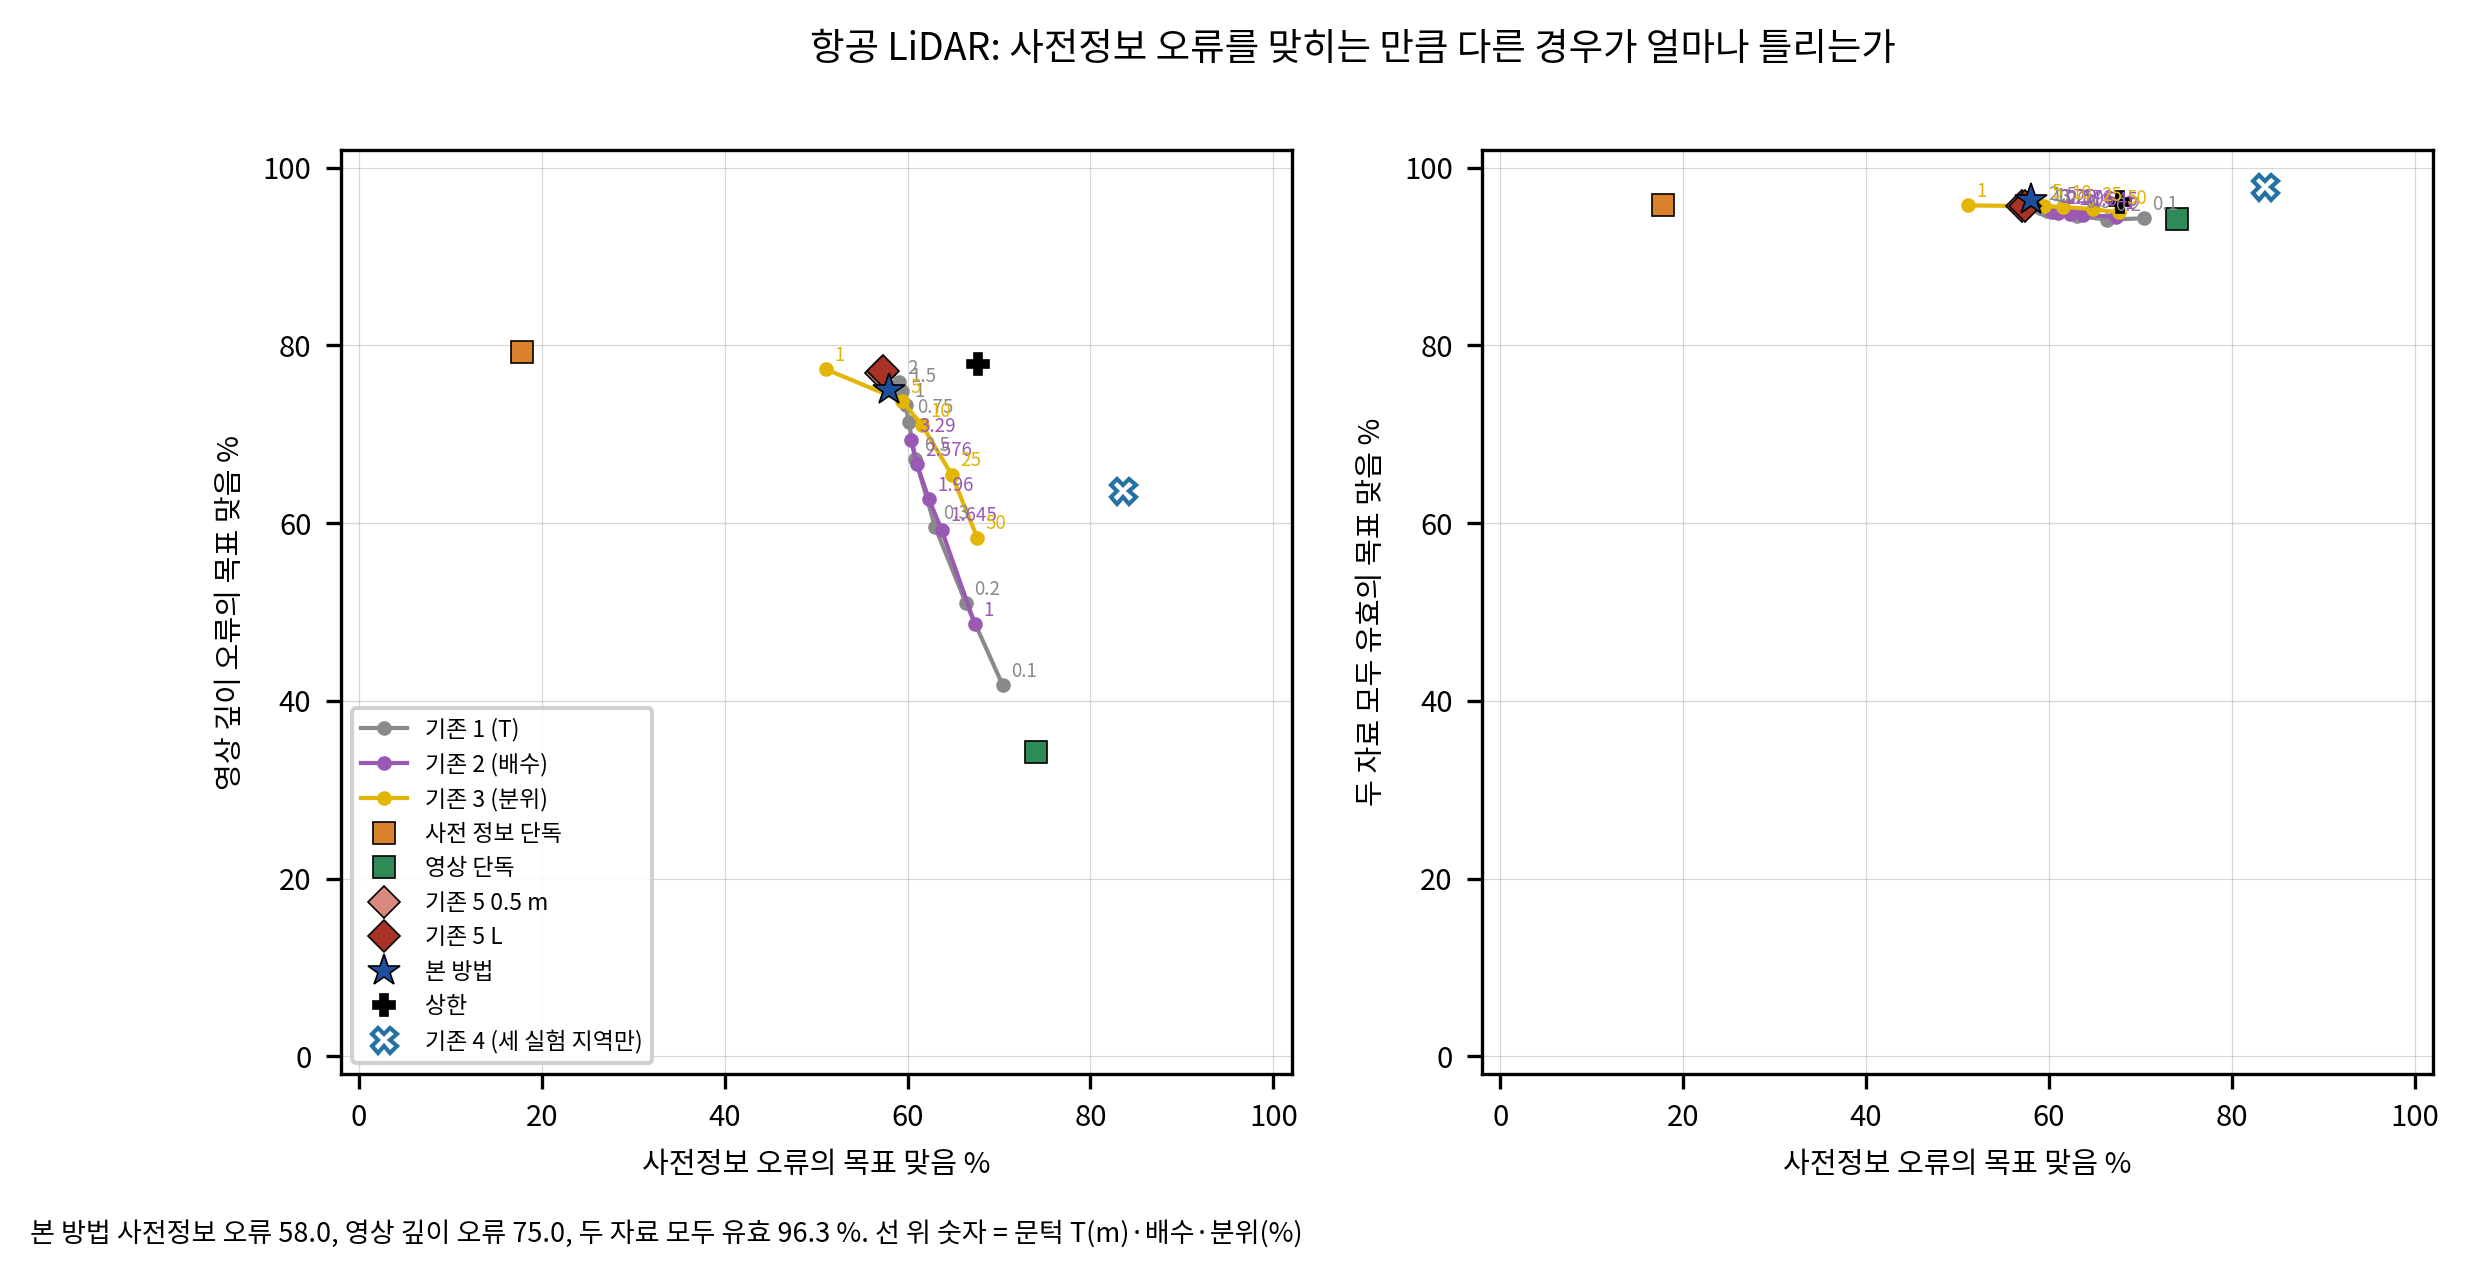 항공 LiDAR: 사전정보 오류를 맞히는 만큼 다른 경우가 얼마나 틀리는가
영상 깊이 오류의 목표 맞음 %
100
80
60
40
20
0
1
2
1.5
1
5
0.75
10
3.29
0.5
2.576
25
1.96
0.3
1.645
50
0.2
1
0.1
기존 1 (T)
기존 2 (배수)
기존 3 (분위)
사전 정보 단독
영상 단독
기존 5 0.5 m
기존 5 L
본 방법
상한
기존 4 (세 실험 지역만)
0 20 40 60 80 100
사전정보 오류의 목표 맞음 %
두 자료 모두 유효의 목표 맞음 %
100
80
60
40
20
0
1
5
10
25
50
0.2
0.1
0 20 40 60 80 100
사전정보 오류의 목표 맞음 %
본 방법 사전정보 오류 58.0, 영상 깊이 오류 75.0, 두 자료 모두 유효 96.3 %. 선 위 숫자 = 문턱 T(m)·배수·분위(%)